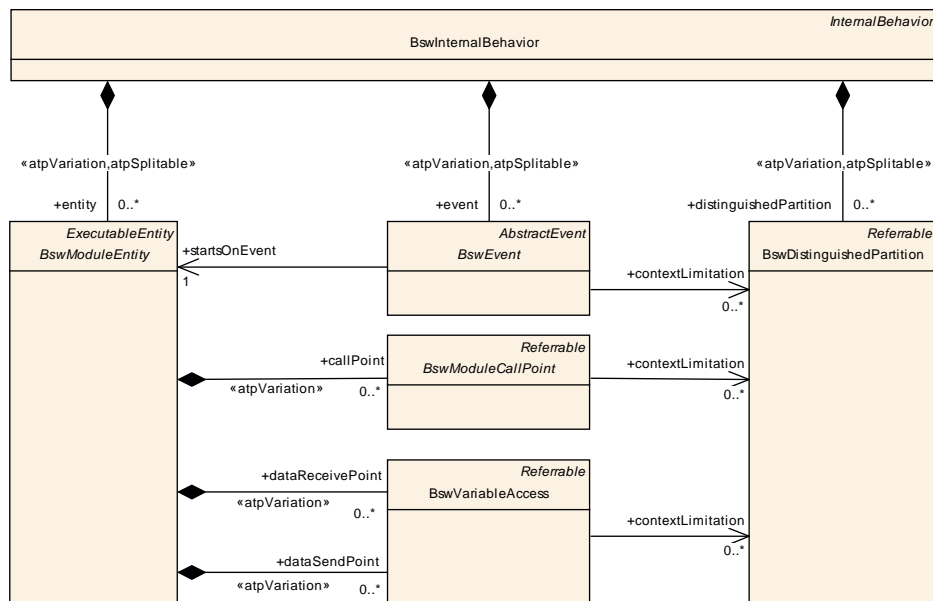 InternalBehavior
BswInternalBehavior
«atpVariation,atpSplitable»
«atpVariation,atpSplitable»
«atpVariation,atpSplitable»
+entity 0..*
+event 0..*
+distinguishedPartition 0..*
ExecutableEntity
BswModuleEntity
AbstractEvent
BswEvent
Referrable
BswDistinguishedPartition
+startsOnEvent
1
+contextLimitation
0..*
Referrable
BswModuleCallPoint
+callPoint
«atpVariation» 0..*
+contextLimitation
0..*
Referrable
BswVariableAccess
+dataReceivePoint
«atpVariation»
0..*
+contextLimitation
0..*
+dataSendPoint
«atpVariation» 0..*